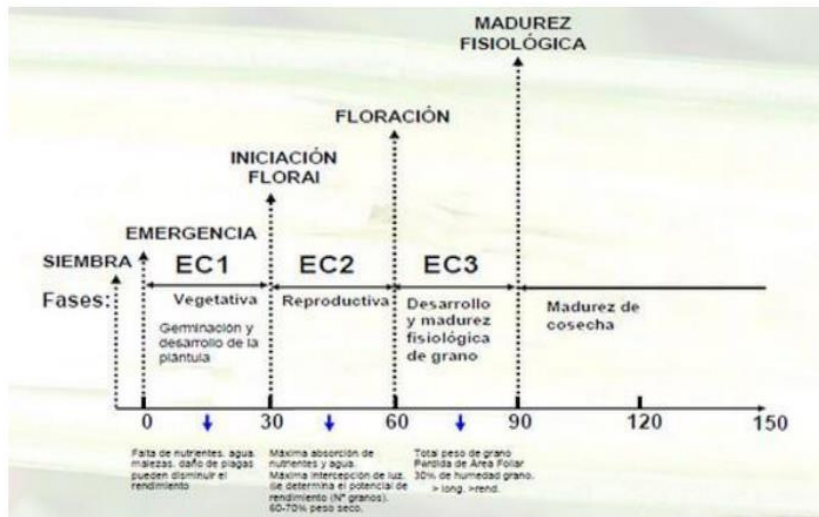 MADUREZ
FISIOLÓGICA
FLORACIÓN
INICIACIÓN
FLORAI
EMERGENCIA
SIEMBRA
EC1
EC2
EC3
Fases:
Vegetativa
Reproductiva
Desarrollo
y madurez
fisiológica
de grano
Madurez de
cosecha
Germinación y
desarrollo de la
plántula
0
30
60
90
120
150
Falta de nutrientes, agua,
malezas, daño de plagas
pueden disminuir el
rendimiento
Máxima absorción de
nutrientes y agua.
Máxima intercepción de luz.
se determina el potencial de
rendimiento (N° granos).
60-70% peso seco.
Total peso de grano
Perdida de Área Foliar
30% de humedad grano.
> long. >rend.